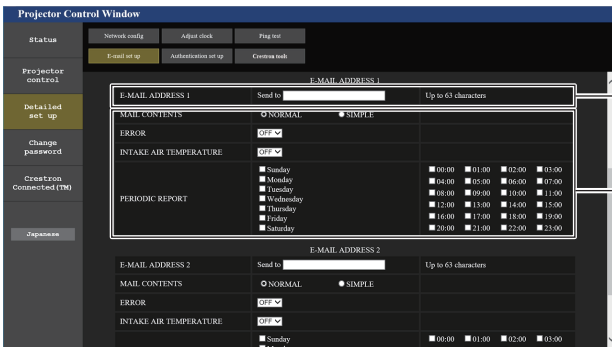 Projector Control Window
Status
Network config Adjust clock Ping test
E-mail set up Authentication set up Crestron tools
Projector control
Detailed set up
Change password
Crestron Connected(TM)
Japanese
E-MAIL ADDRESS 1
E-MAIL ADDRESS 1 Send to Up to 63 characters
MAIL CONTENTS NORMAL SIMPLE
ERROR OFF
INTAKE AIR TEMPERATURE OFF
PERIODIC REPORT
Sunday
Monday
Tuesday
Wednesday
Thursday
Friday
Saturday
00:00 01:00 02:00 03:00
04:00 05:00 06:00 07:00
08:00 09:00 10:00 11:00
12:00 13:00 14:00 15:00
16:00 17:00 18:00 19:00
20:00 21:00 22:00 23:00
E-MAIL ADDRESS 2
E-MAIL ADDRESS 2 Send to Up to 63 characters
MAIL CONTENTS NORMAL SIMPLE
ERROR OFF
INTAKE AIR TEMPERATURE OFF
Sunday 00:00 01:00 02:00 03:00